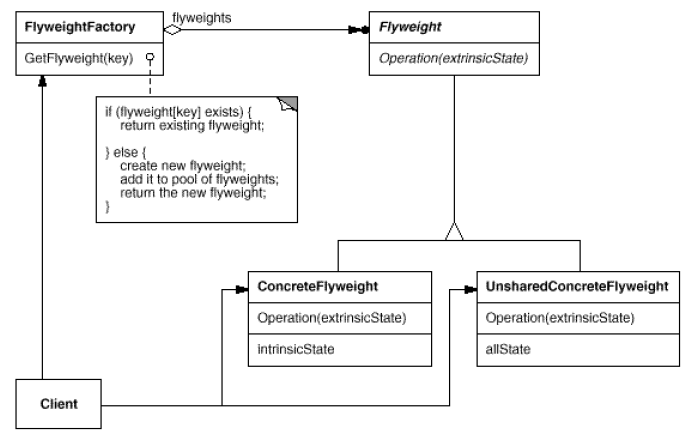 FlyweightFactory
flyweights
Flyweight
GetFlyweight(key)
Operation(extrinsicState)
if (flyweight[key] exists) {
return existing flyweight;
} else {
create new flyweight;
add it to pool of flyweights;
return the new flyweight;
}
ConcreteFlyweight
Operation(extrinsicState)
intrinsicState
UnsharedConcreteFlyweight
Operation(extrinsicState)
allState
Client